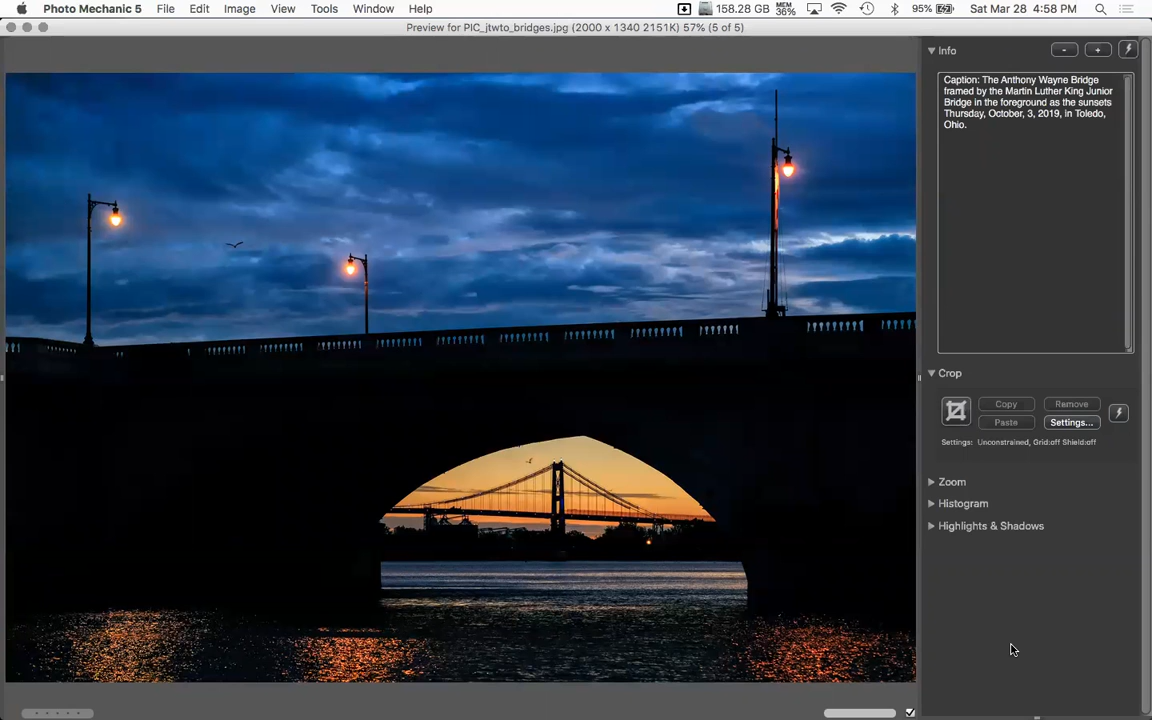 Photo Mechanic 5 File Edit Image View Tools Window Help 158.28 GB MEM 36% 95% Sat Mar 28 4:58 PM
Preview for PIC_jtwto_bridges.jpg (2000 x 1340 2151K) 57% (5 of 5)
Info
- +
Caption: The Anthony Wayne Bridge
framed by the Martin Luther King Junior
Bridge in the foreground as the sunsets
Thursday, October, 3, 2019, in Toledo,
Ohio.
Crop
Copy Remove
Paste Settings...
Settings: Unconstrained, Grid:off Shield:off
Zoom
Histogram
Highlights & Shadows